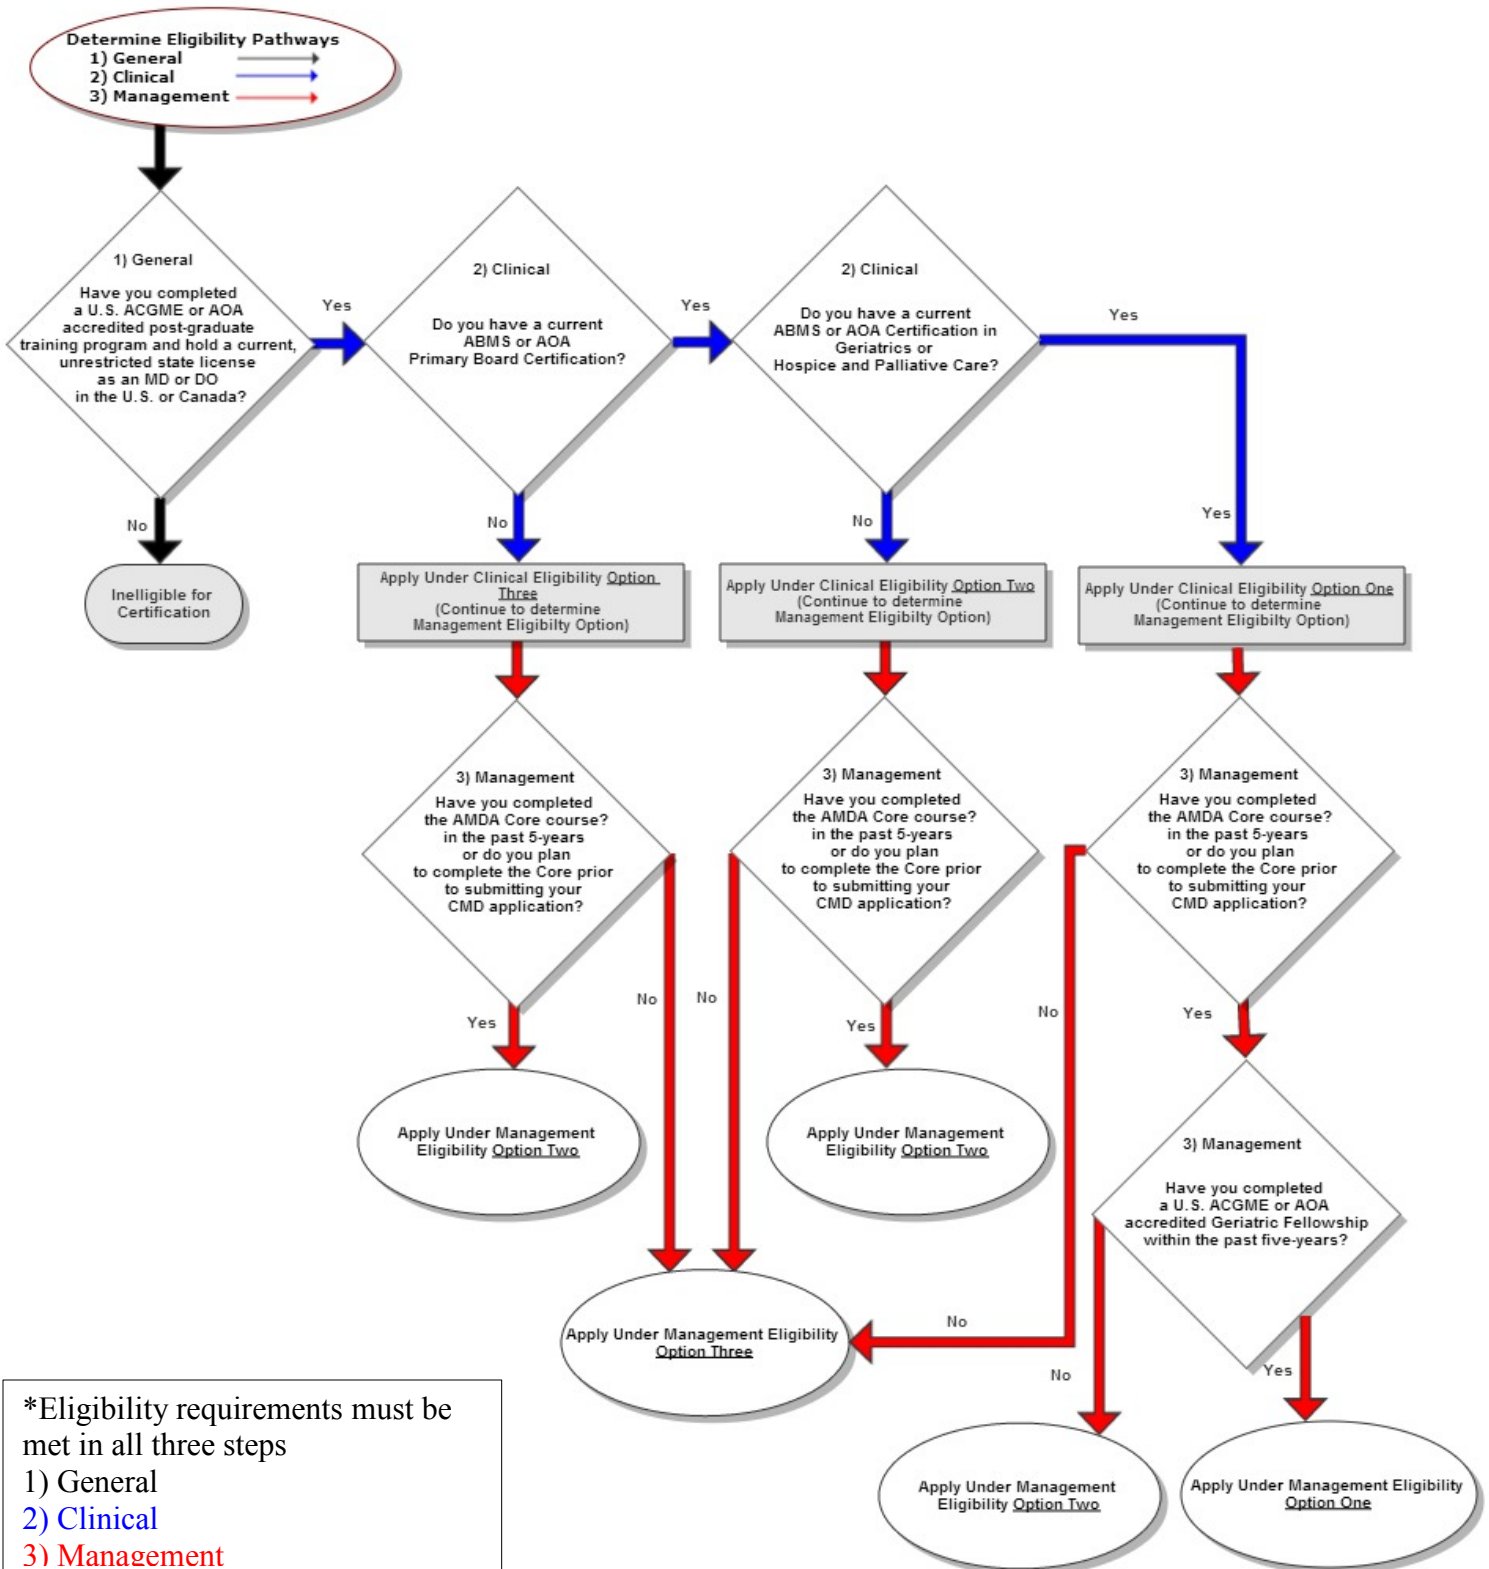 Determine Eligibility Pathways
1) General
2) Clinical
3) Management
1) General
Have you completed
a U.S. ACGME or AOA
accredited post-graduate
training program and hold a current,
unrestricted state license
as an MD or DO
in the U.S. or Canada?
Yes
2) Clinical
Do you have a current
ABMS or AOA
Primary Board Certification?
Yes
2) Clinical
Do you have a current
ABMS or AOA Certification in
Geriatrics or
Hospice and Palliative Care?
Yes
No
No
No
Yes
Inelligible for
Certification
Apply Under Clinical Eligibility Option
Three
(Continue to determine
Management Eligibilty Option)
Apply Under Clinical Eligibility Option Two
(Continue to determine
Management Eligibilty Option)
Apply Under Clinical Eligibility Option One
(Continue to determine
Management Eligibilty Option)
3) Management
Have you completed
the AMDA Core course?
in the past 5-years
or do you plan
to complete the Core prior
to submitting your
CMD application?
3) Management
Have you completed
the AMDA Core course?
in the past 5-years
or do you plan
to complete the Core prior
to submitting your
CMD application?
3) Management
Have you completed
the AMDA Core course?
in the past 5-years
or do you plan
to complete the Core prior
to submitting your
CMD application?
Yes
No
No
Yes
No
Yes
Apply Under Management
Eligibility Option Two
Apply Under Management
Eligibility Option Two
3) Management
Have you completed
a U.S. ACGME or AOA
accredited Geriatric Fellowship
within the past five-years?
No
Apply Under Management Eligibility
Option Three
No
Yes
Apply Under Management
Eligibility Option Two
Apply Under Management Eligibility
Option One
*Eligibility requirements must be
met in all three steps
1) General
2) Clinical
3) Management